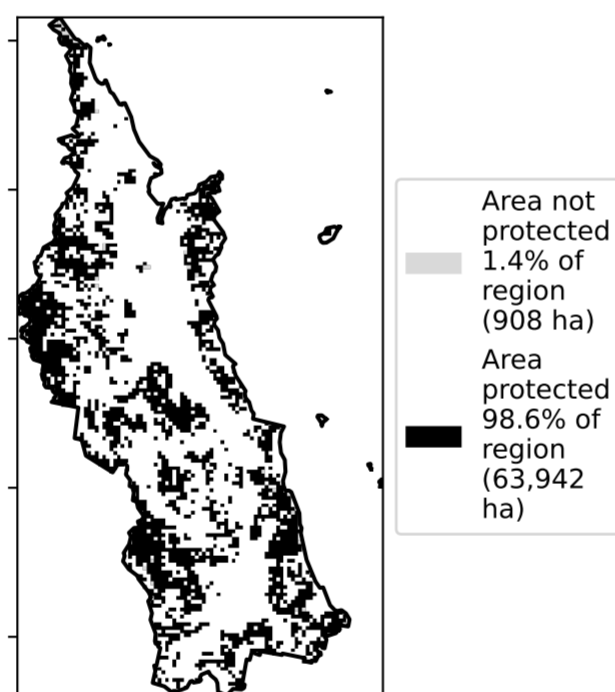 Area not
protected
1.4% of
region
(908 ha)
Area
protected
98.6% of
region
(63,942
ha)